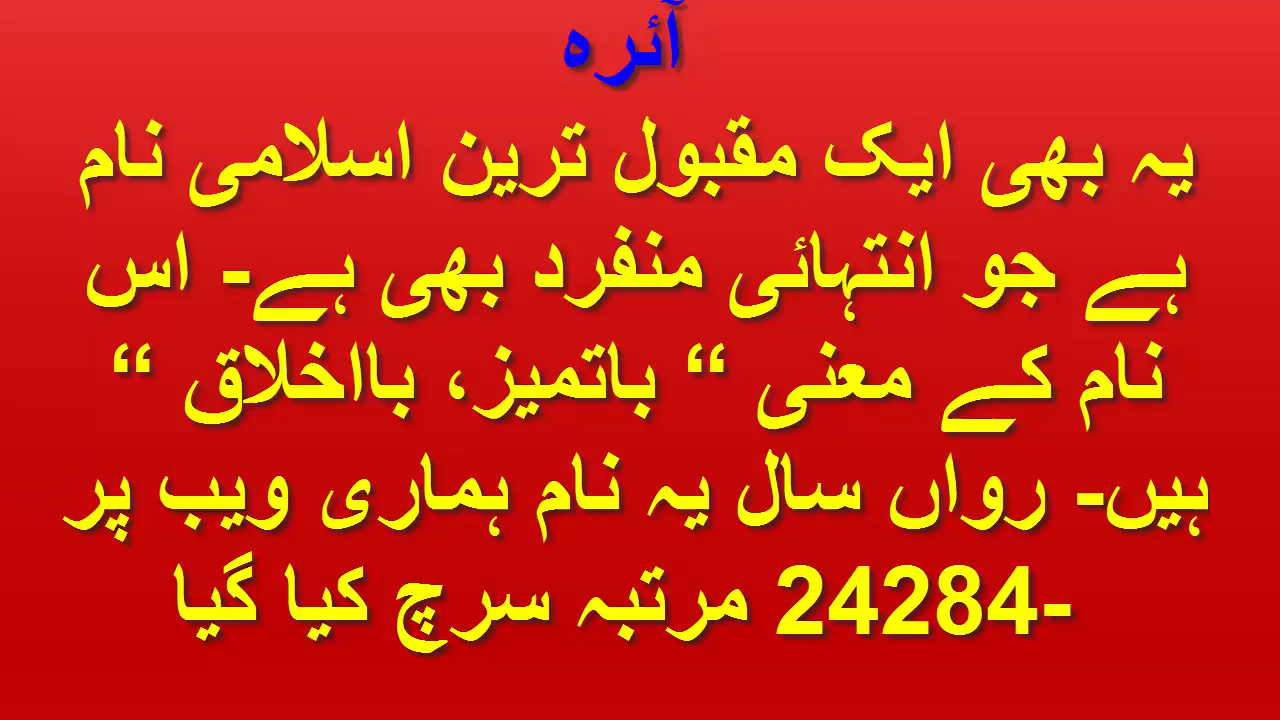 آئرہ
یہ بھی ایک مقبول ترین اسلامی نام
ہے جو انتہائی منفرد بھی ہے۔ اس
نام کے معنی “ باتمیز، بااخلاق “
ہیں۔ رواں سال یہ نام ہماری ویب پر
24284 مرتبہ سرچ کیا گیا-